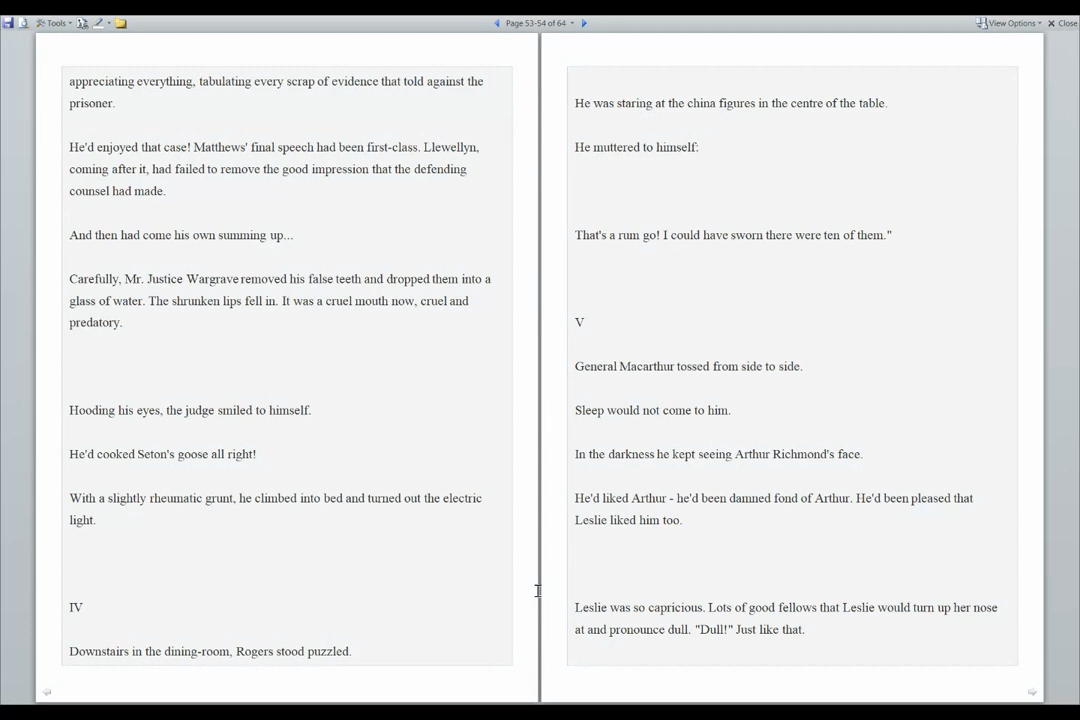 Tools
Page 53-54 of 64
View Options
Close
appreciating everything, tabulating every scrap of evidence that told against the
prisoner.
He'd enjoyed that case! Matthews' final speech had been first-class. Llewellyn,
coming after it, had failed to remove the good impression that the defending
counsel had made.
And then had come his own summing up...
Carefully, Mr. Justice Wargrave removed his false teeth and dropped them into a
glass of water. The shrunken lips fell in. It was a cruel mouth now, cruel and
predatory.
Hooding his eyes, the judge smiled to himself.
He'd cooked Seton's goose all right!
With a slightly rheumatic grunt, he climbed into bed and turned out the electric
light.
IV
Downstairs in the dining-room, Rogers stood puzzled.
He was staring at the china figures in the centre of the table.
He muttered to himself:
That's a rum go! I could have sworn there were ten of them."
V
General Macarthur tossed from side to side.
Sleep would not come to him.
In the darkness he kept seeing Arthur Richmond's face.
He'd liked Arthur - he'd been damned fond of Arthur. He'd been pleased that
Leslie liked him too.
Leslie was so capricious. Lots of good fellows that Leslie would turn up her nose
at and pronounce dull. "Dull!" Just like that.